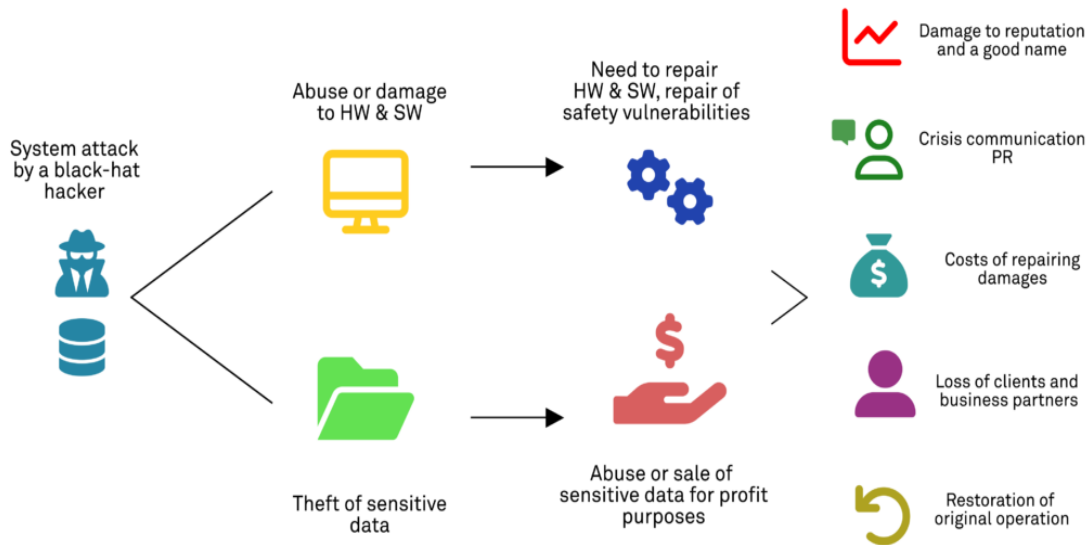 System attack
by a black-hat
hacker
Abuse or damage
to HW & SW
Need to repair
HW & SW, repair of
safety vulnerabilities
Theft of sensitive
data
$
Abuse or sale of
sensitive data for profit
purposes
Damage to reputation
and a good name
Crisis communication
PR
$
Costs of repairing
damages
Loss of clients and
business partners
Restoration of
original operation